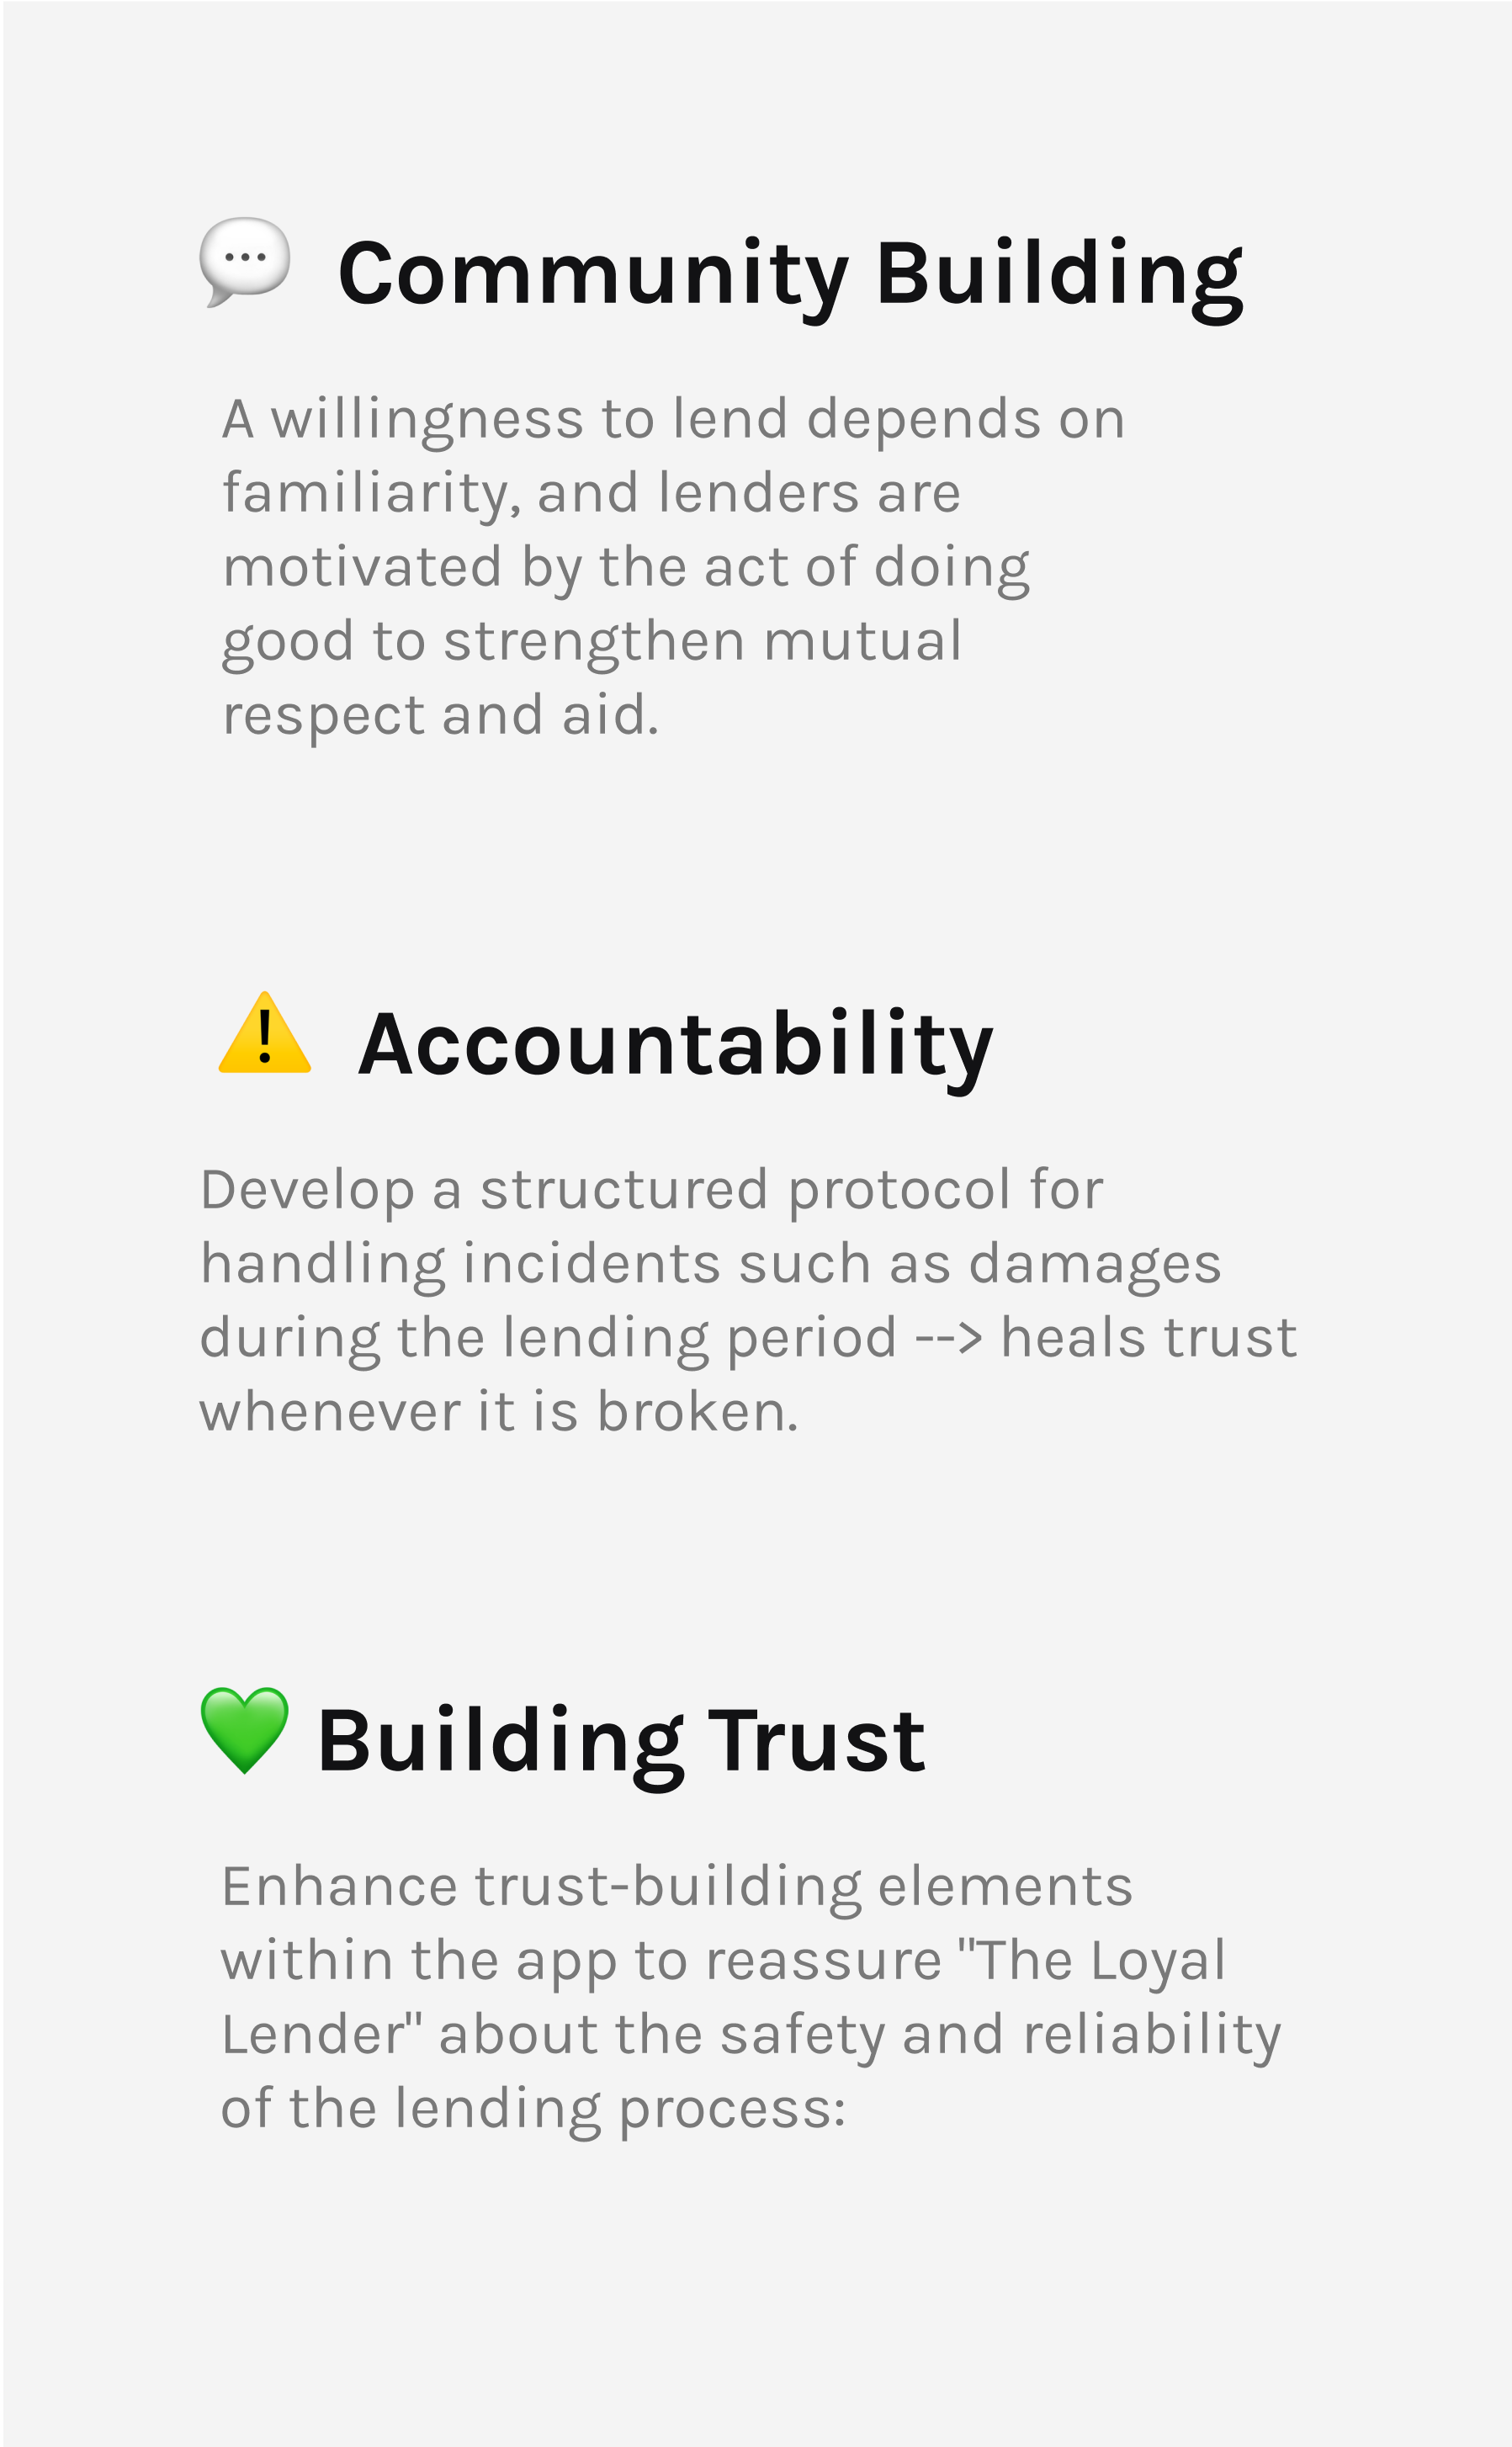 💬 Community Building
A willingness to lend depends on
familiarity, and lenders are
motivated by the act of doing
good to strengthen mutual
respect and aid.
⚠️ Accountability
Develop a structured protocol for
handling incidents such as damages
during the lending period --> heals trust
whenever it is broken.
💚 Building Trust
Enhance trust-building elements
within the app to reassure "The Loyal
Lender" about the safety and reliability
of the lending process: